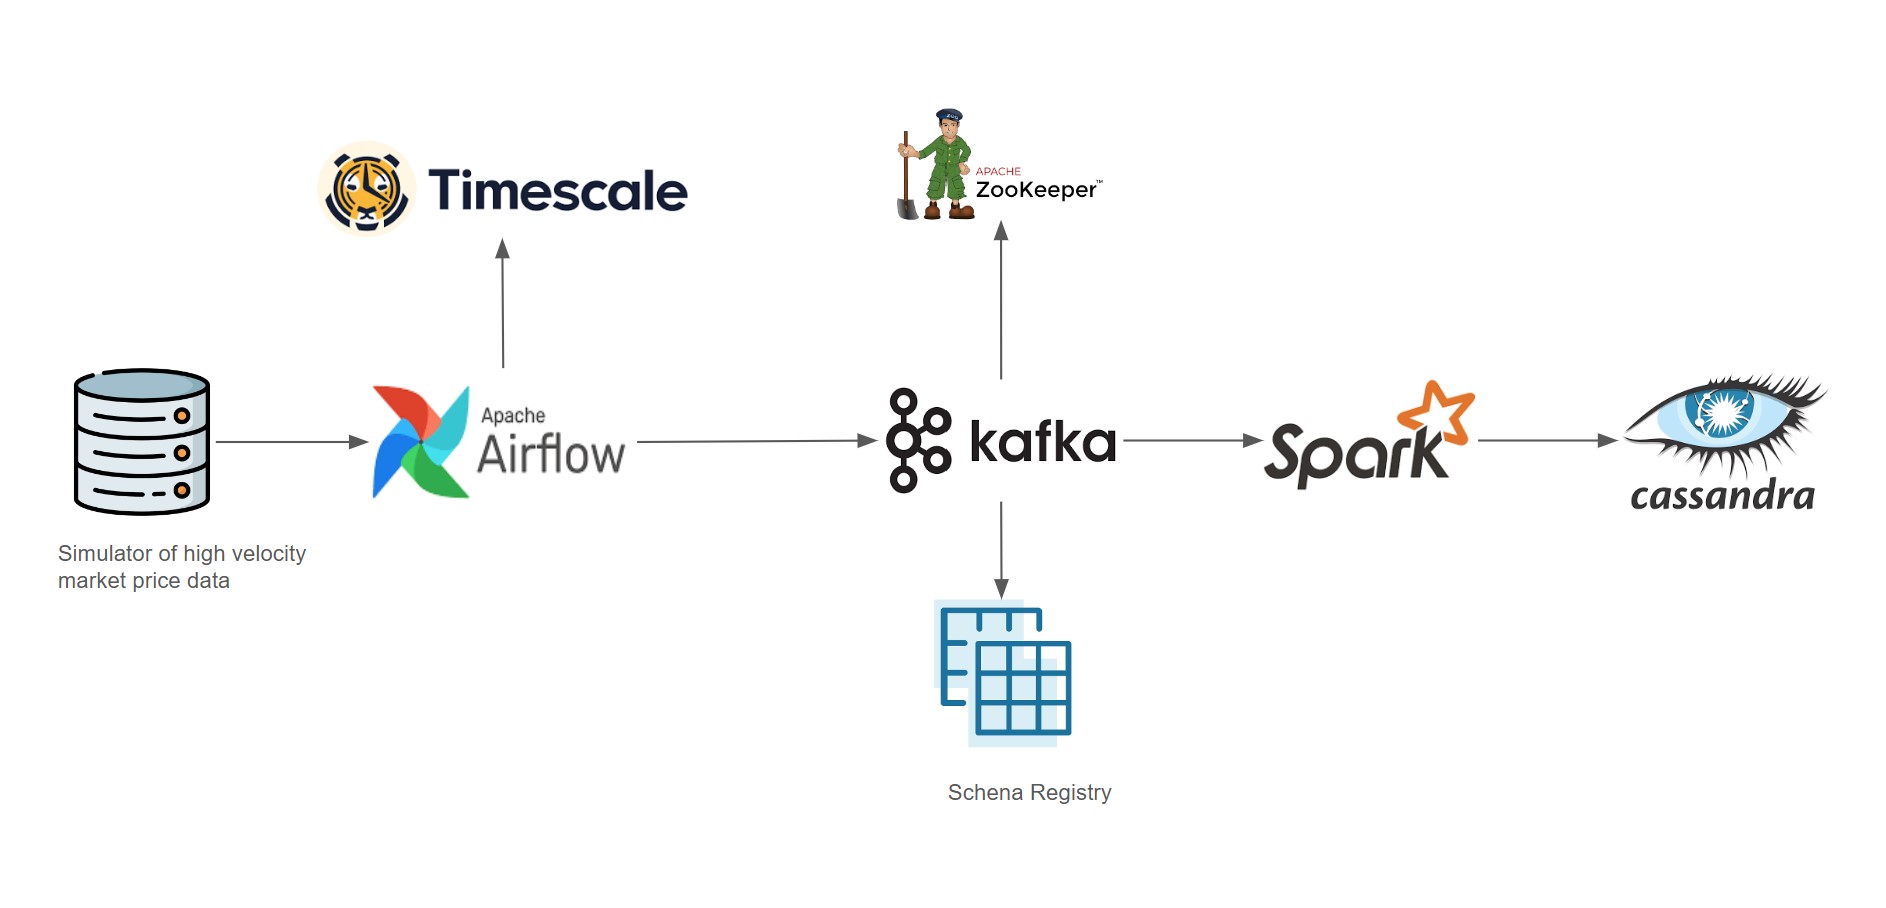 Timescale
APACHE
ZooKeeper™
Apache
Airflow
kafka
Spark
cassandra
Simulator of high velocity
market price data
Schena Registry